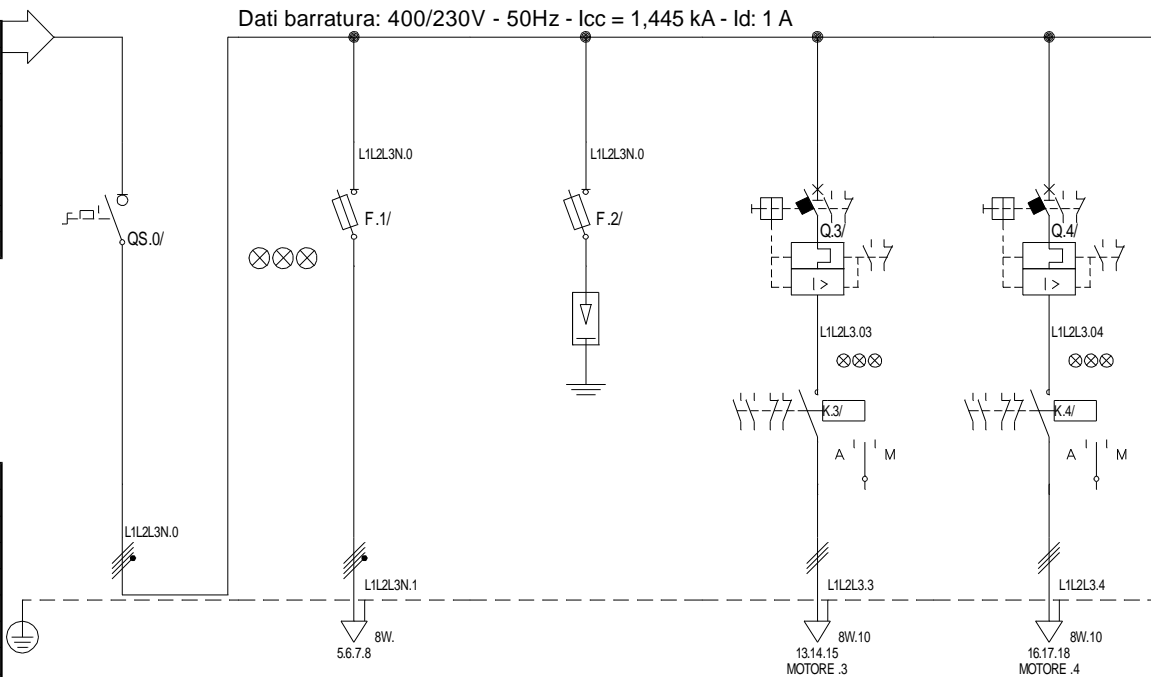 Dati barratura: 400/230V - 50Hz - Icc = 1,445 kA - Id: 1 A
L1L2L3N.0
L1L2L3N.0
QS.0/
F.1/
F.2/
Q.3/
Q.4/
I >
I >
L1L2L3.03
L1L2L3.04
K.3/
K.4/
A M
A M
L1L2L3N.0
L1L2L3N.1
L1L2L3.3
L1L2L3.4
8W.
8W.10
8W.10
5.6.7.8
13.14.15
16.17.18
MOTORE .3
MOTORE .4